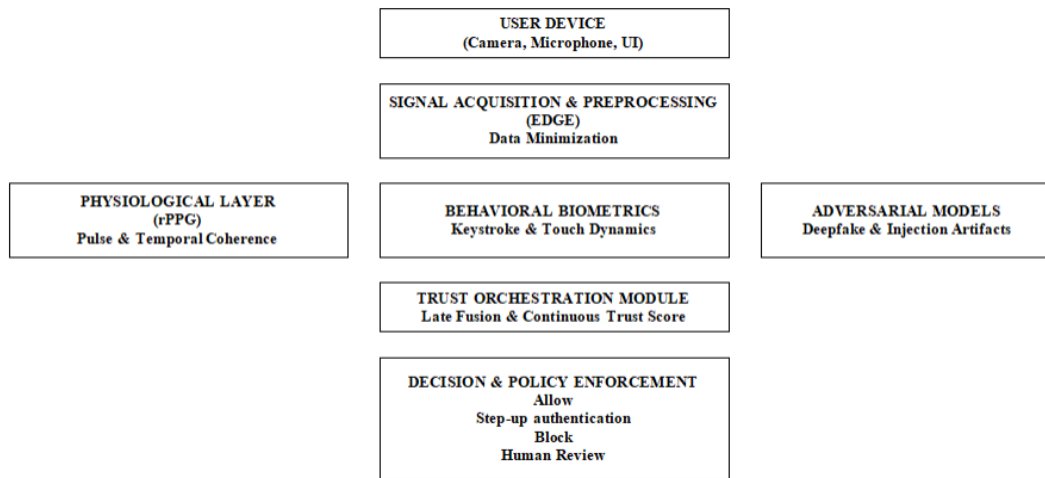 USER DEVICE
(Camera, Microphone, UI)
SIGNAL ACQUISITION & PREPROCESSING
(EDGE)
Data Minimization
PHYSIOLOGICAL LAYER
(rPPG)
Pulse & Temporal Coherence
BEHAVIORAL BIOMETRICS
Keystroke & Touch Dynamics
ADVERSARIAL MODELS
Deepfake & Injection Artifacts
TRUST ORCHESTRATION MODULE
Late Fusion & Continuous Trust Score
DECISION & POLICY ENFORCEMENT
Allow
Step-up authentication
Block
Human Review